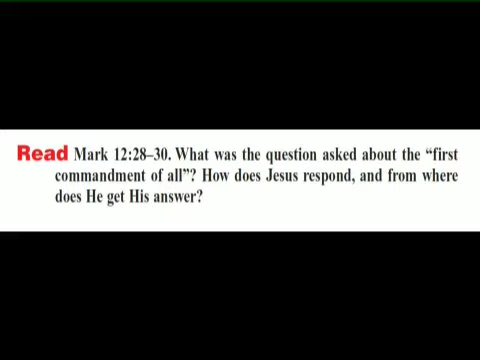 Read Mark 12:28–30. What was the question asked about the “first
commandment of all”? How does Jesus respond, and from where
does He get His answer?